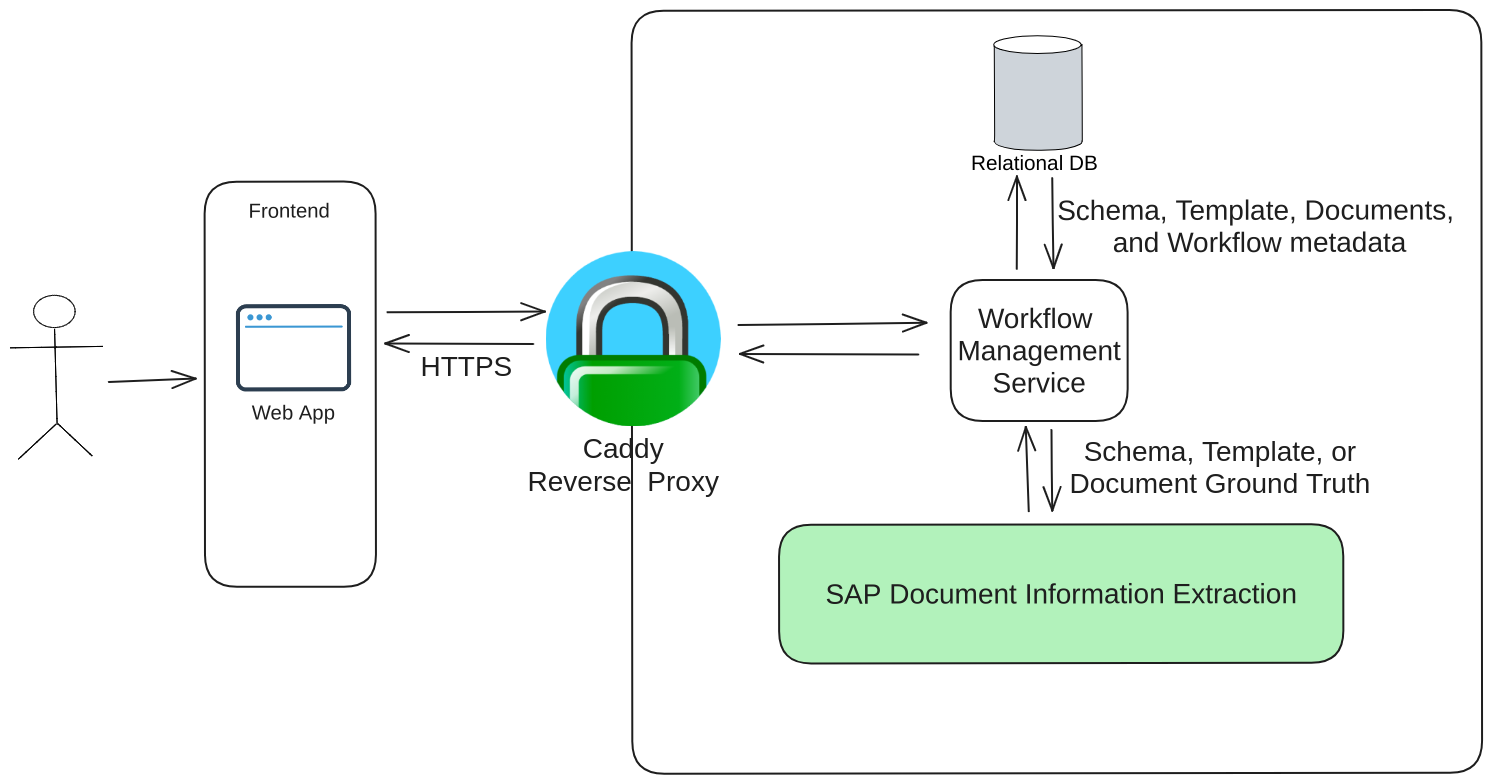 Frontend
Web App
HTTPS
Caddy
Reverse Proxy
Relational DB
Schema, Template, Documents,
and Workflow metadata
Workflow
Management
Service
Schema, Template, or
Document Ground Truth
SAP Document Information Extraction